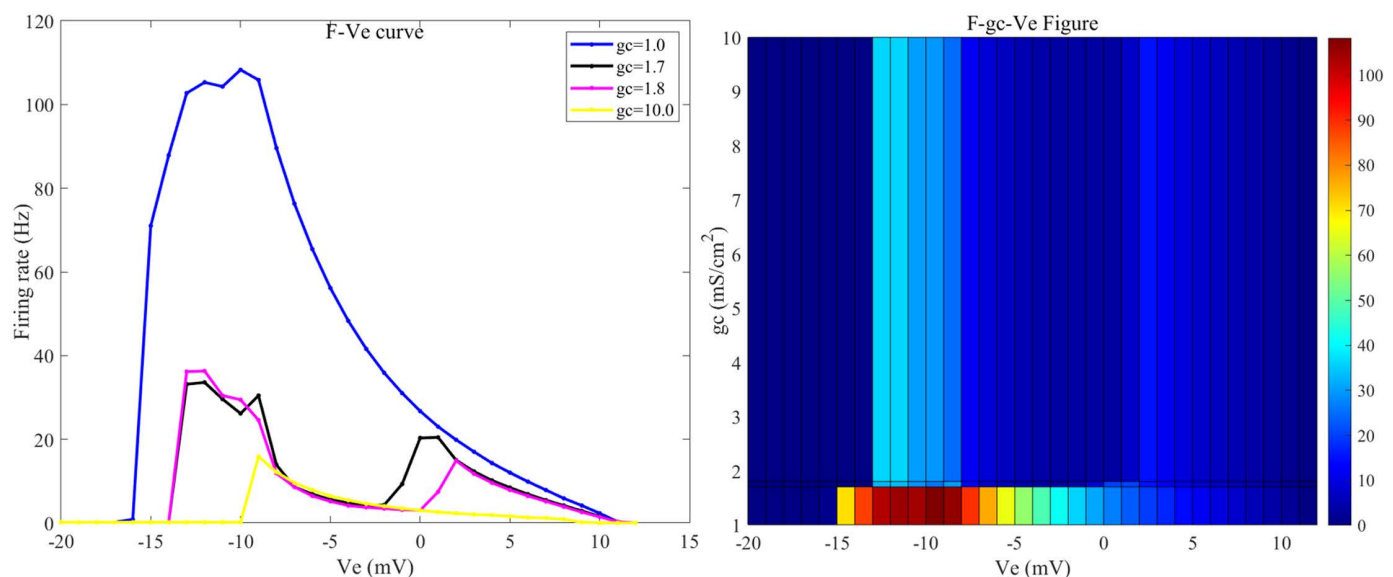 F-Ve curve
gc=1.0
gc=1.7
gc=1.8
gc=10.0
120
100
80
60
40
20
0
Firing rate (Hz)
-20 -15 -10 -5 0 5 10 15
Ve (mV)
F-gc-Ve Figure
10
9
8
7
6
5
4
3
2
1
gc (mS/cm²)
-20 -15 -10 -5 0 5 10
Ve (mV)
100
90
80
70
60
50
40
30
20
10
0